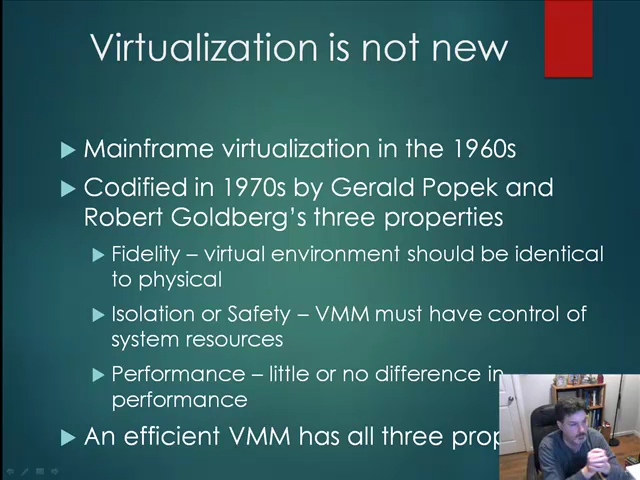 Virtualization is not new
Mainframe virtualization in the 1960s
Codified in 1970s by Gerald Popek and
Robert Goldberg's three properties
Fidelity – virtual environment should be identical
to physical
Isolation or Safety – VMM must have control of
system resources
Performance – little or no difference in
performance
An efficient VMM has all three prop